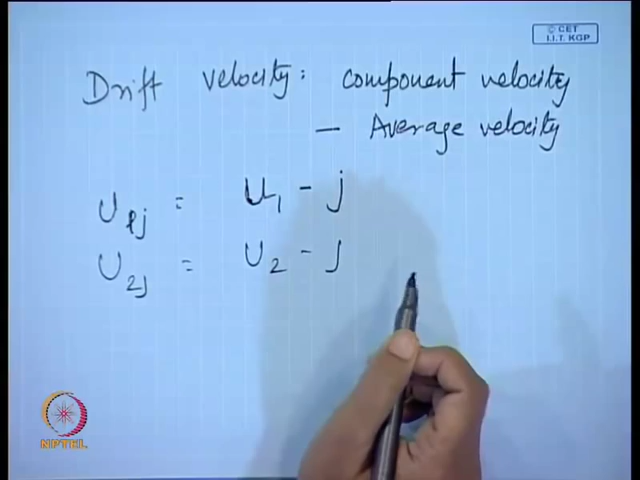 © CET
I.I.T. KGP
Drift velocity: component velocity
— Average velocity
U1j = U1 - j
U2j = U2 - j
NPTEL